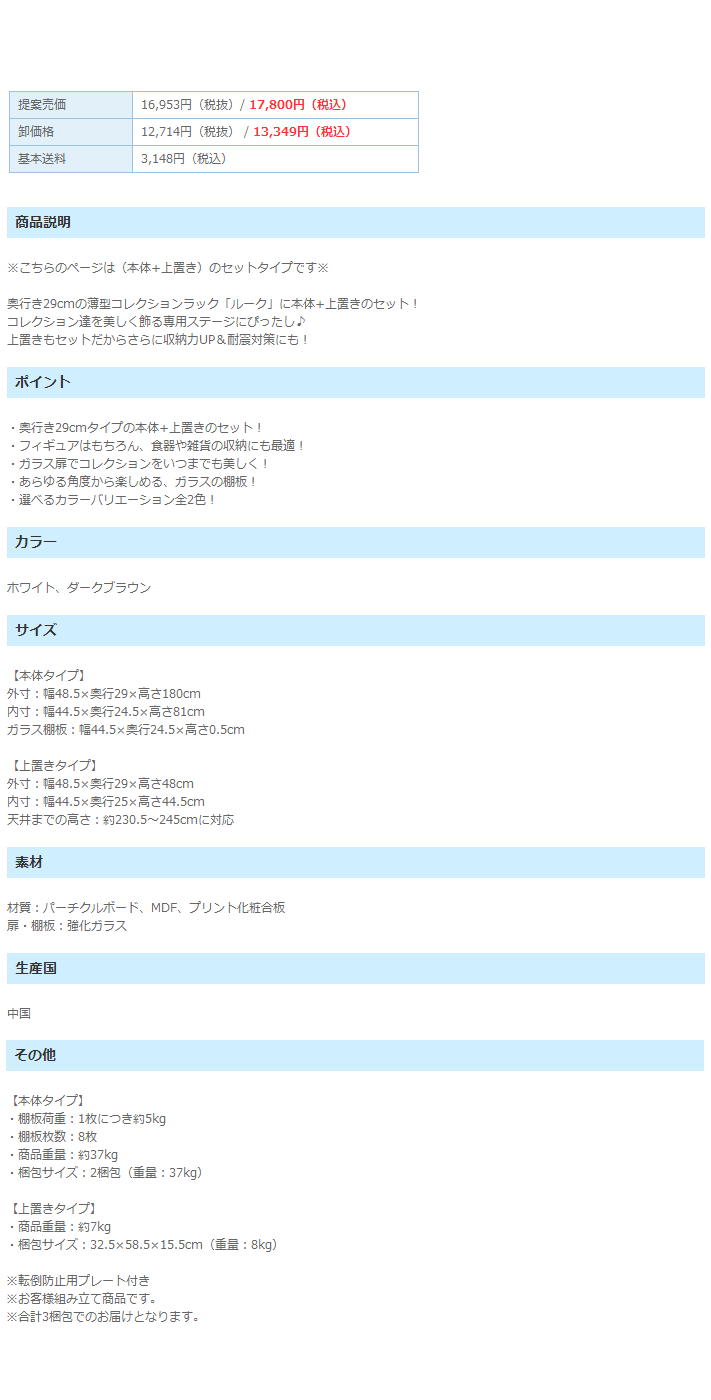 提案売価 16,953円（税抜）/ 17,800円（税込）
卸価格 12,714円（税抜） / 13,349円（税込）
基本送料 3,148円（税込）
商品説明
※こちらのページは（本体+上置き）のセットタイプです※
奥行き29cmの薄型コレクションラック「ルーク」に本体+上置きのセット！
コレクション達を美しく飾る専用ステージにぴったし♪
上置きもセットだからさらに収納力UP＆耐震対策にも！
ポイント
・奥行き29cmタイプの本体+上置きのセット！
・フィギュアはもちろん、食器や雑貨の収納にも最適！
・ガラス扉でコレクションをいつまでも美しく！
・あらゆる角度から楽しめる、ガラスの棚板！
・選べるカラーバリエーション全2色！
カラー
ホワイト、ダークブラウン
サイズ
【本体タイプ】
外寸：幅48.5×奥行29×高さ180cm
内寸：幅44.5×奥行24.5×高さ81cm
ガラス棚板：幅44.5×奥行24.5×高さ0.5cm
【上置きタイプ】
外寸：幅48.5×奥行29×高さ48cm
内寸：幅44.5×奥行25×高さ44.5cm
天井までの高さ：約230.5～245cmに対応
素材
材質：パーチクルボード、MDF、プリント化粧合板
扉・棚板：強化ガラス
生産国
中国
その他
【本体タイプ】
・棚板荷重：1枚につき約5kg
・棚板枚数：8枚
・商品重量：約37kg
・梱包サイズ：2梱包（重量：37kg）
【上置きタイプ】
・商品重量：約7kg
・梱包サイズ：32.5×58.5×15.5cm（重量：8kg）
※転倒防止用プレート付き
※お客様組み立て商品です。
※合計3梱包でのお届けとなります。